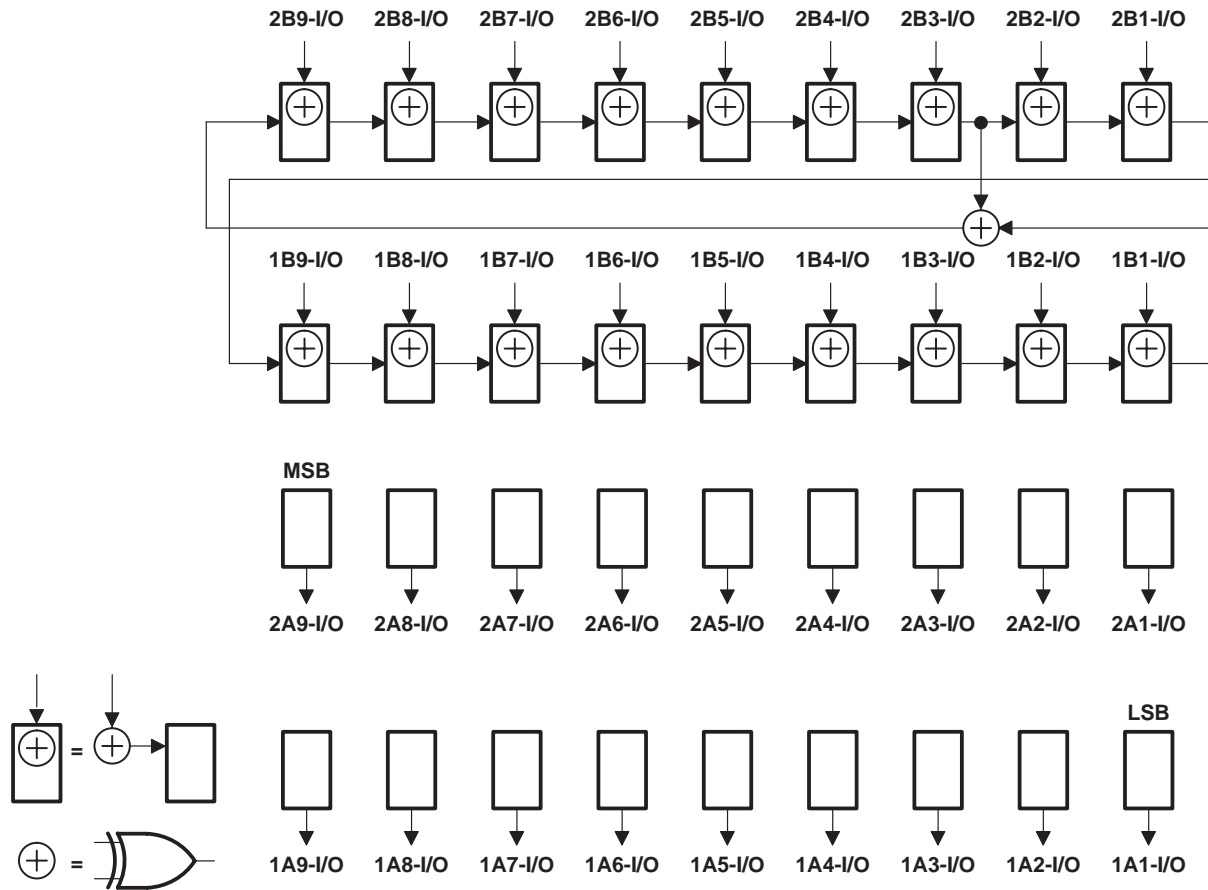 2B9-I/O 2B8-I/O 2B7-I/O 2B6-I/O 2B5-I/O 2B4-I/O 2B3-I/O 2B2-I/O 2B1-I/O
1B9-I/O 1B8-I/O 1B7-I/O 1B6-I/O 1B5-I/O 1B4-I/O 1B3-I/O 1B2-I/O 1B1-I/O
MSB
2A9-I/O 2A8-I/O 2A7-I/O 2A6-I/O 2A5-I/O 2A4-I/O 2A3-I/O 2A2-I/O 2A1-I/O
LSB
=
=
1A9-I/O 1A8-I/O 1A7-I/O 1A6-I/O 1A5-I/O 1A4-I/O 1A3-I/O 1A2-I/O 1A1-I/O